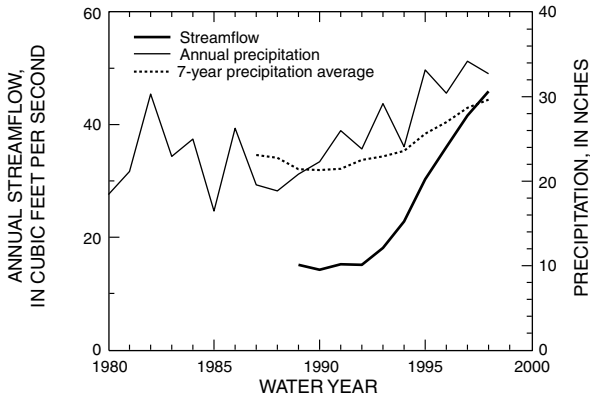 60
40
20
0
ANNUAL STREAMFLOW,
IN CUBIC FEET PER SECOND
Streamflow
Annual precipitation
7-year precipitation average
40
30
20
10
0
PRECIPITATION, IN NCHES
1980
1985
1990
1995
2000
WATER YEAR